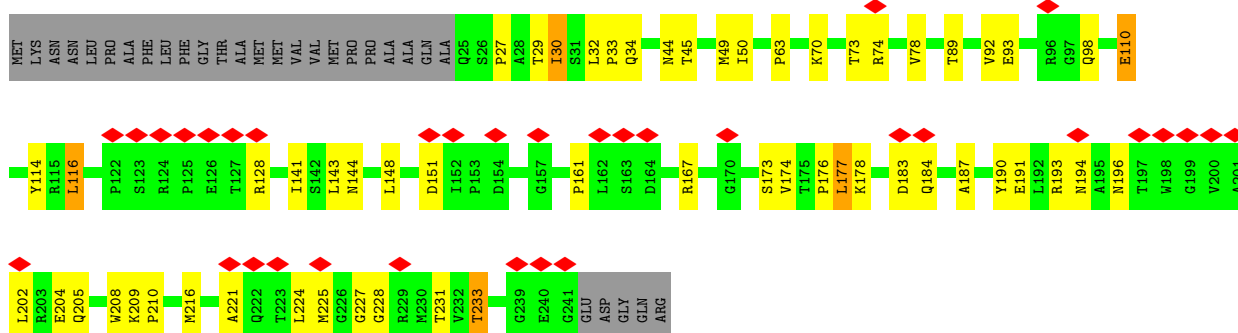 MET LYS ASN ASN LEU PRO ALA PHE LEU PHE GLY THR ALA MET MET VAL VAL MET PRO PRO ALA ALA ALA GLN ALA Q25 S26 P27 A28 T29 I30 S31 L32 P33 Q34 N44 T45 M49 I50 P63 K70 T73 R74 V78 T89 V92 E93 R96 G97 Q98 E110
Y114 R115 L116 P122 S123 R124 P125 E126 T127 R128 I141 S142 L143 N144 L148 D151 I152 P153 D154 G157 P161 L162 S163 D164 R167 G170 S173 V174 T175 P176 L177 K178 D183 Q184 A187 Y190 E191 L192 R193 N194 A195 N196 T197 W198 G199 V200 A201
L202 R203 E204 Q205 W208 K209 P210 M216 A221 Q222 T223 L224 M225 G226 G227 G228 R229 M230 T231 V232 T233 G239 E240 G241 GLU ASP GLY GLN ARG